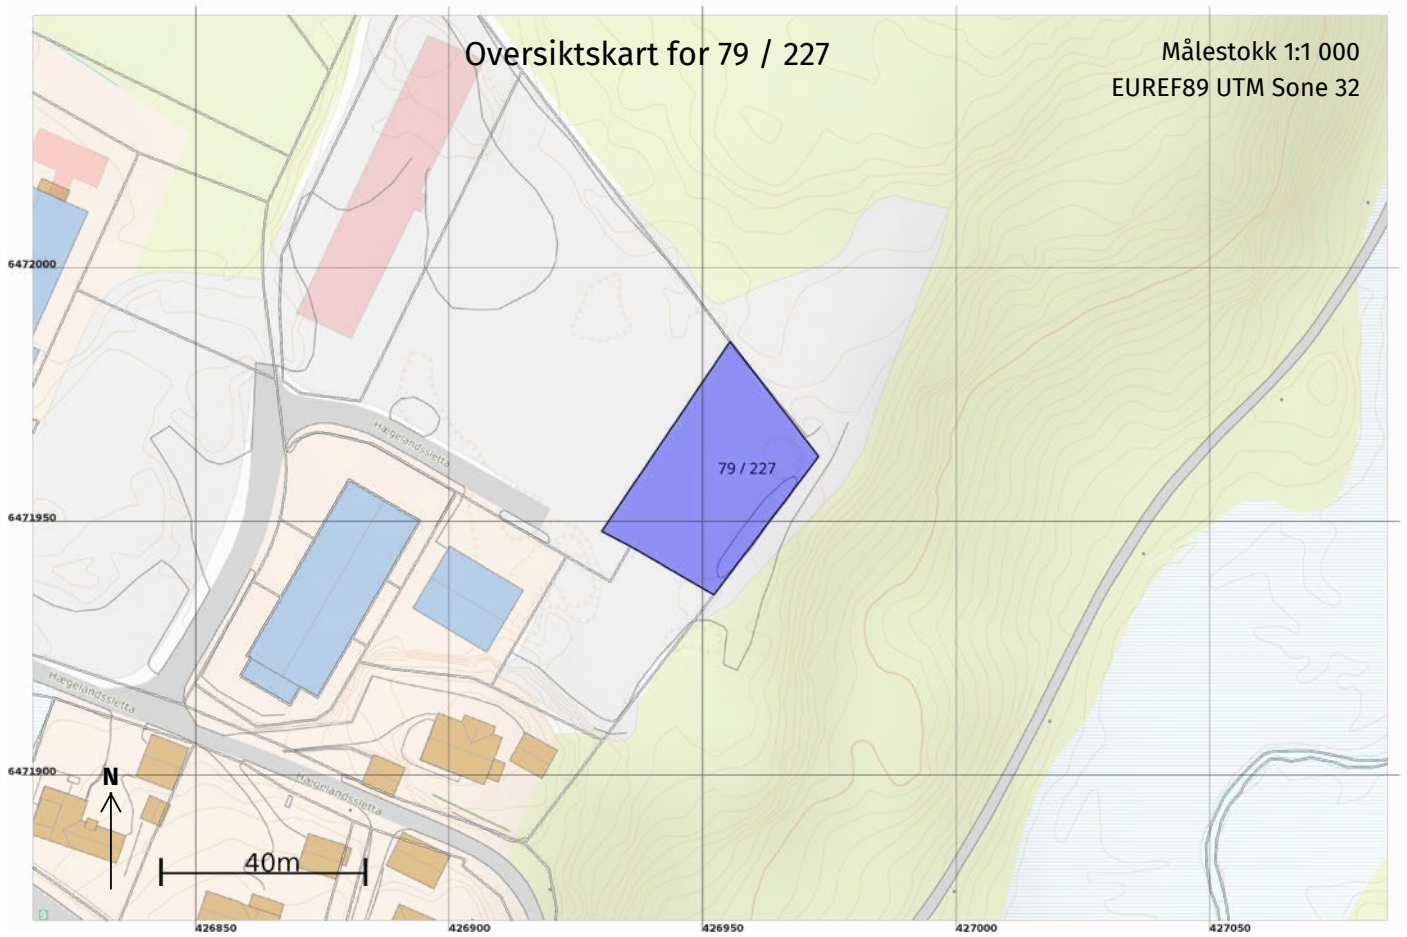 Oversiktskart for 79 / 227
Målestokk 1:1 000
EUREF89 UTM Sone 32
6472000
Hægelandssletta
79 / 227
6471950
Hægelandssletta
6471900
N
Hægelandssletta
40m
9
426850
426900
426950
427000
427050